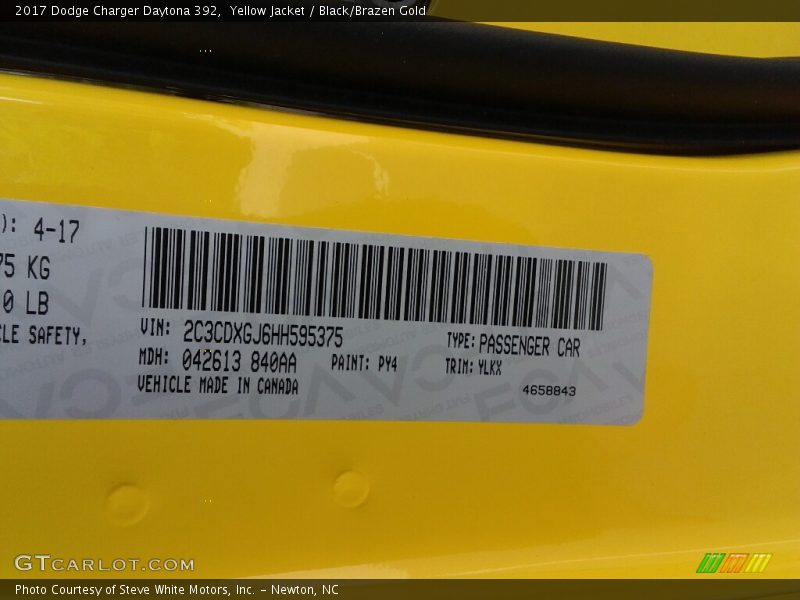 2017 Dodge Charger Daytona 392,  Yellow Jacket / Black/Brazen Gold
): 4-17
75 KG
0 LB
CLE SAFETY,
VIN: 2C3CDXGJ6HH595375
TYPE: PASSENGER CAR
MDH: 042613 840AA
PAINT: PY4
TRIM: YLKX
VEHICLE MADE IN CANADA
4658843
GTCARLOT.COM
Photo Courtesy of Steve White Motors, Inc. – Newton, NC